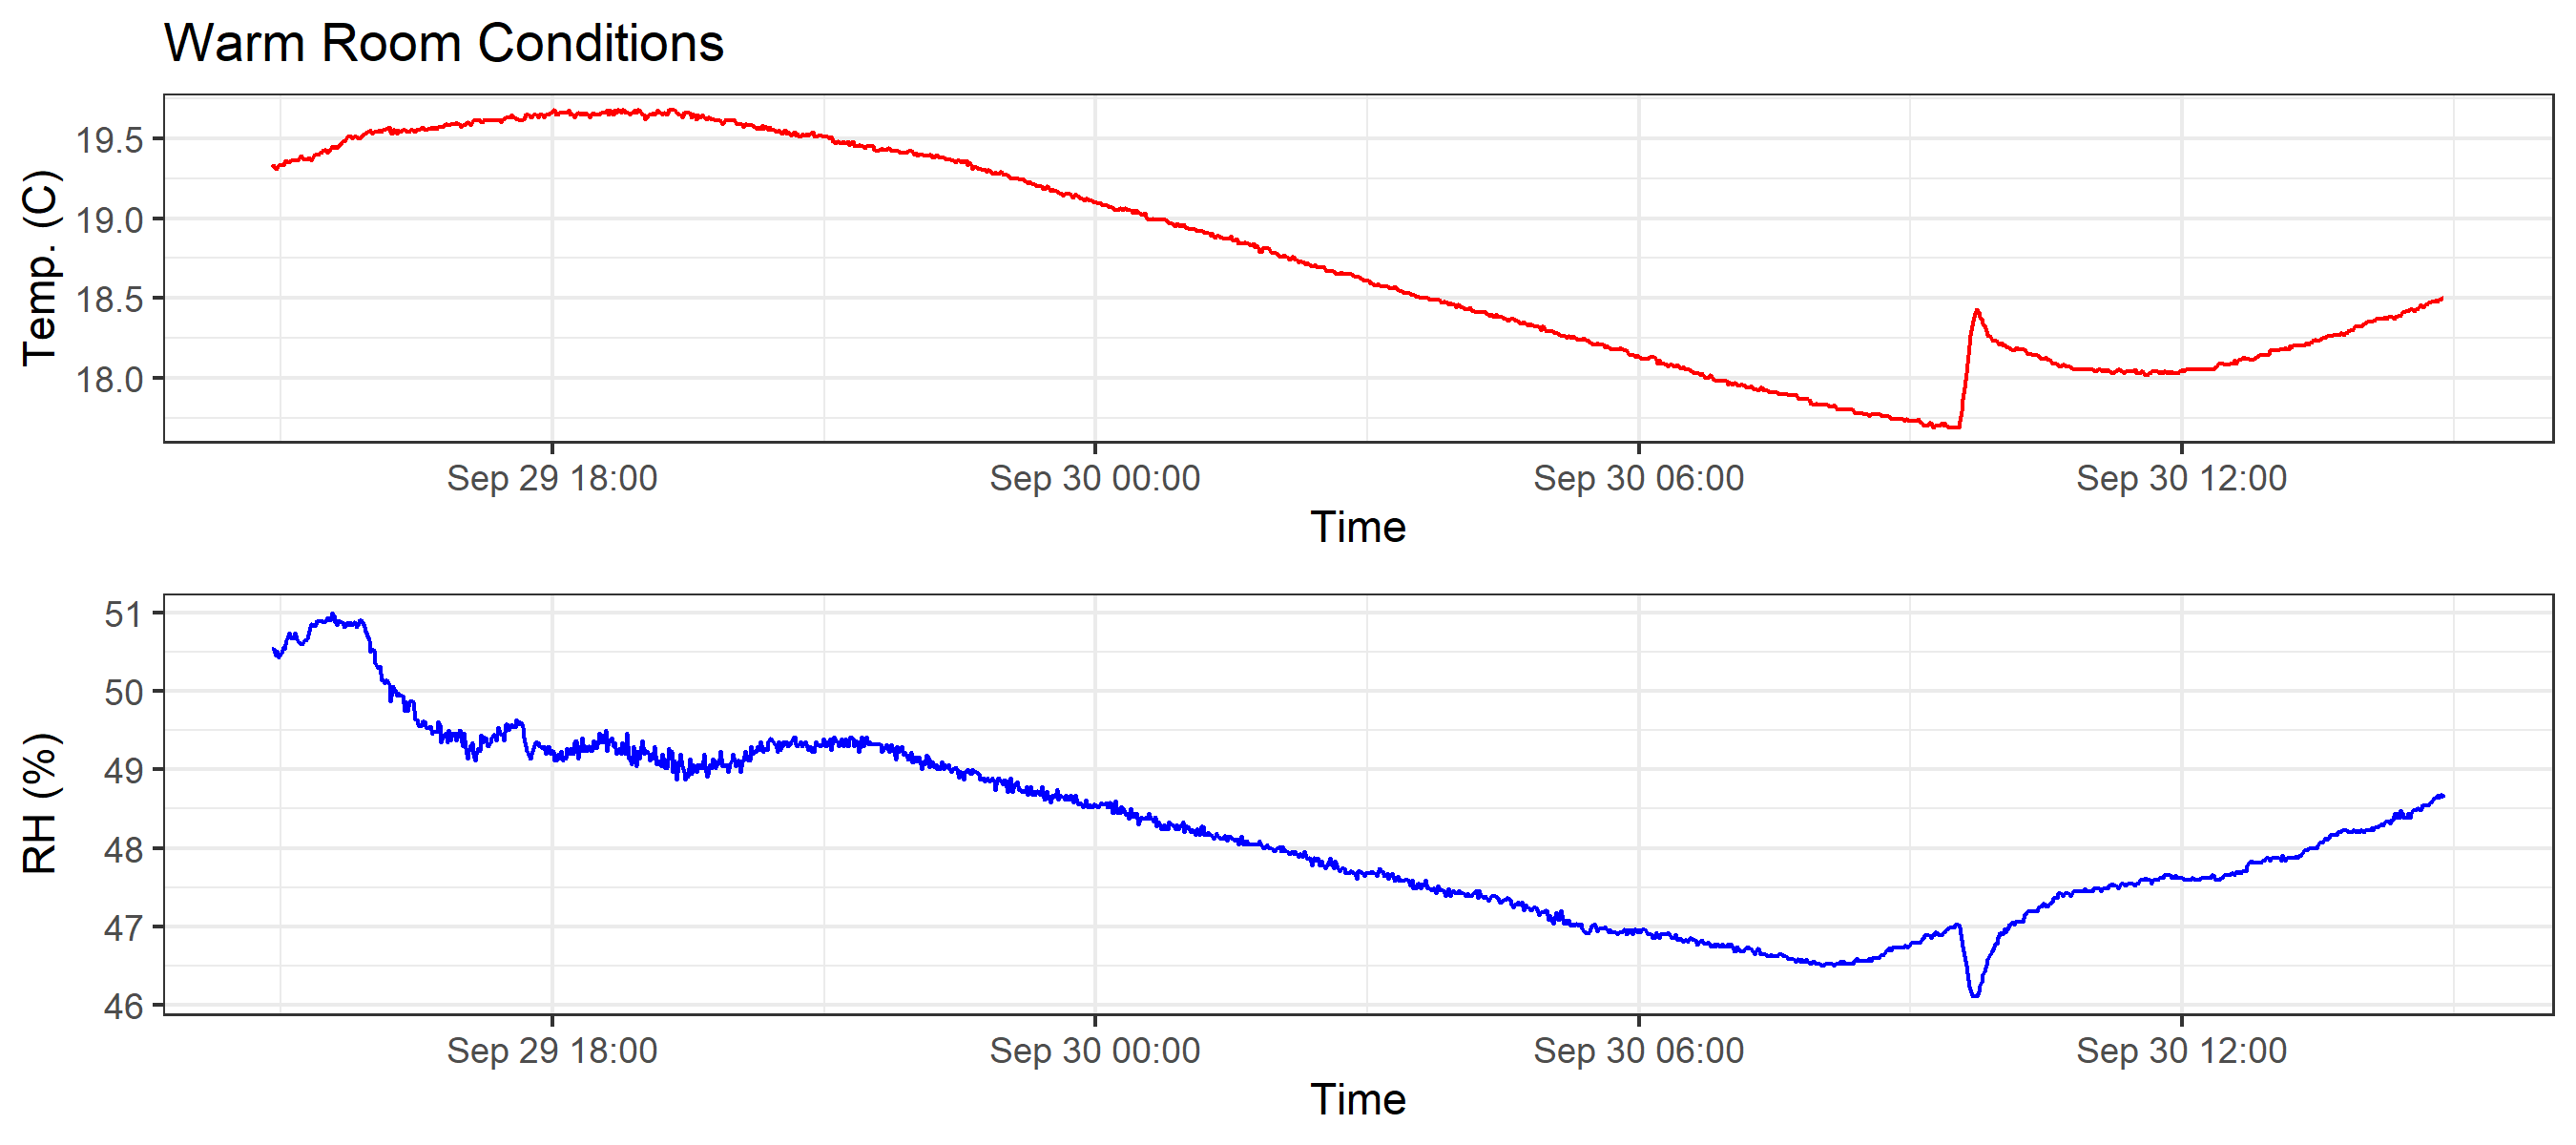 Warm Room Conditions
Temp. (C)
19.5
19.0
18.5
18.0
Sep 29 18:00 Sep 30 00:00 Sep 30 06:00 Sep 30 12:00
Time
RH (%)
51
50
49
48
47
46
Sep 29 18:00 Sep 30 00:00 Sep 30 06:00 Sep 30 12:00
Time